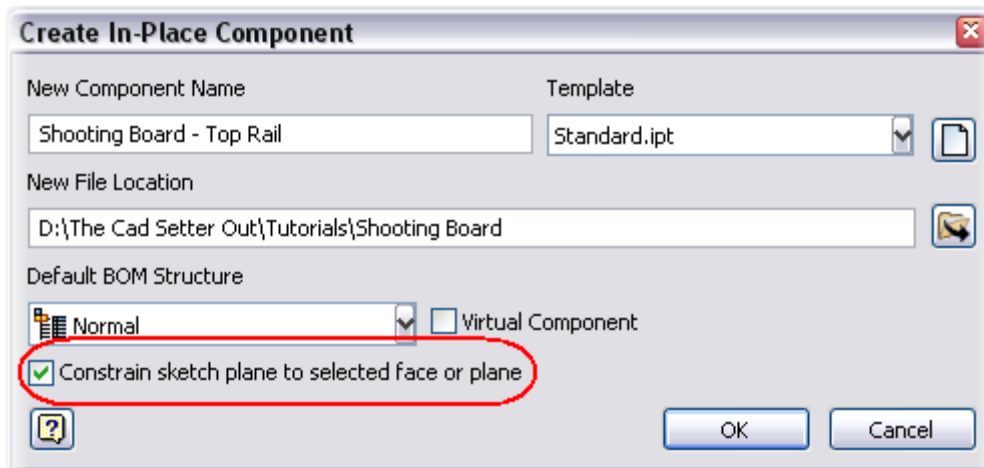 Create In-Place Component
New Component Name Template
Shooting Board - Top Rail Standard.ipt
New File Location
D:\The Cad Setter Out\Tutorials\Shooting Board
Default BOM Structure
Normal Virtual Component
Constrain sketch plane to selected face or plane
? OK Cancel